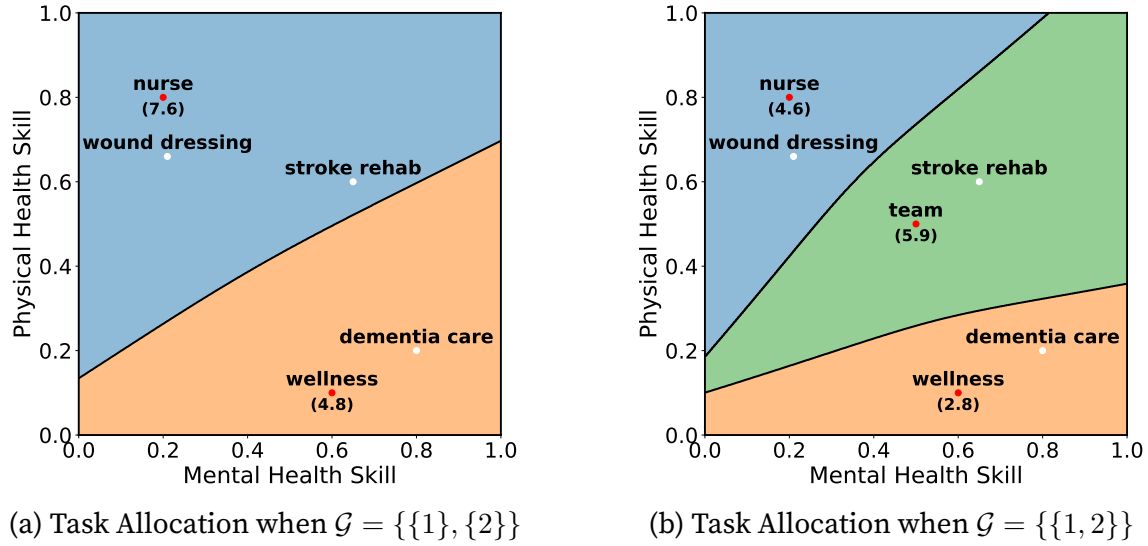 Physical Health Skill
1.0
0.8
0.6
0.4
0.2
0.0
nurse
(7.6)
wound dressing
stroke rehab
dementia care
wellness
(4.8)
0.0 0.2 0.4 0.6 0.8 1.0
Mental Health Skill
(a) Task Allocation when 𝒢 = {{1}, {2}}
Physical Health Skill
1.0
0.8
0.6
0.4
0.2
0.0
nurse
(4.6)
wound dressing
stroke rehab
team
(5.9)
dementia care
wellness
(2.8)
0.0 0.2 0.4 0.6 0.8 1.0
Mental Health Skill
(b) Task Allocation when 𝒢 = {{1, 2}}